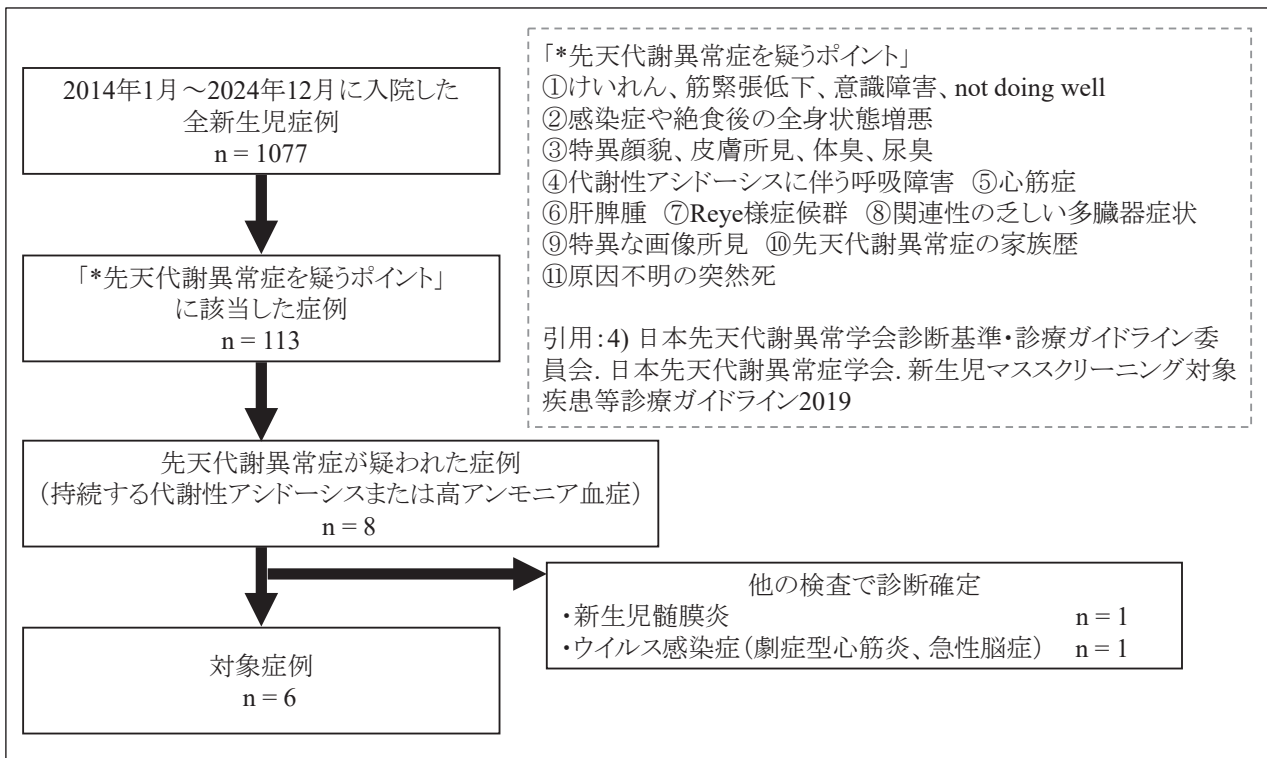 2014年1月～2024年12月に入院した
全新生児症例
n = 1077
「*先天代謝異常症を疑うポイント」
に該当した症例
n = 113
先天代謝異常症が疑われた症例
（持続する代謝性アシドーシスまたは高アンモニア血症）
n = 8
他の検査で診断確定
・新生児髄膜炎 n = 1
・ウイルス感染症（劇症型心筋炎、急性脳症） n = 1
対象症例
n = 6
「*先天代謝異常症を疑うポイント」
①けいれん、筋緊張低下、意識障害、not doing well
②感染症や絶食後の全身状態増悪
③特異顔貌、皮膚所見、体臭、尿臭
④代謝性アシドーシスに伴う呼吸障害 ⑤心筋症
⑥肝脾腫 ⑦Reye様症候群 ⑧関連性の乏しい多臓器症状
⑨特異な画像所見 ⑩先天代謝異常症の家族歴
⑪原因不明の突然死
引用：4) 日本先天代謝異常学会診断基準・診療ガイドライン委
員会. 日本先天代謝異常症学会. 新生児マススクリーニング対象
疾患等診療ガイドライン2019